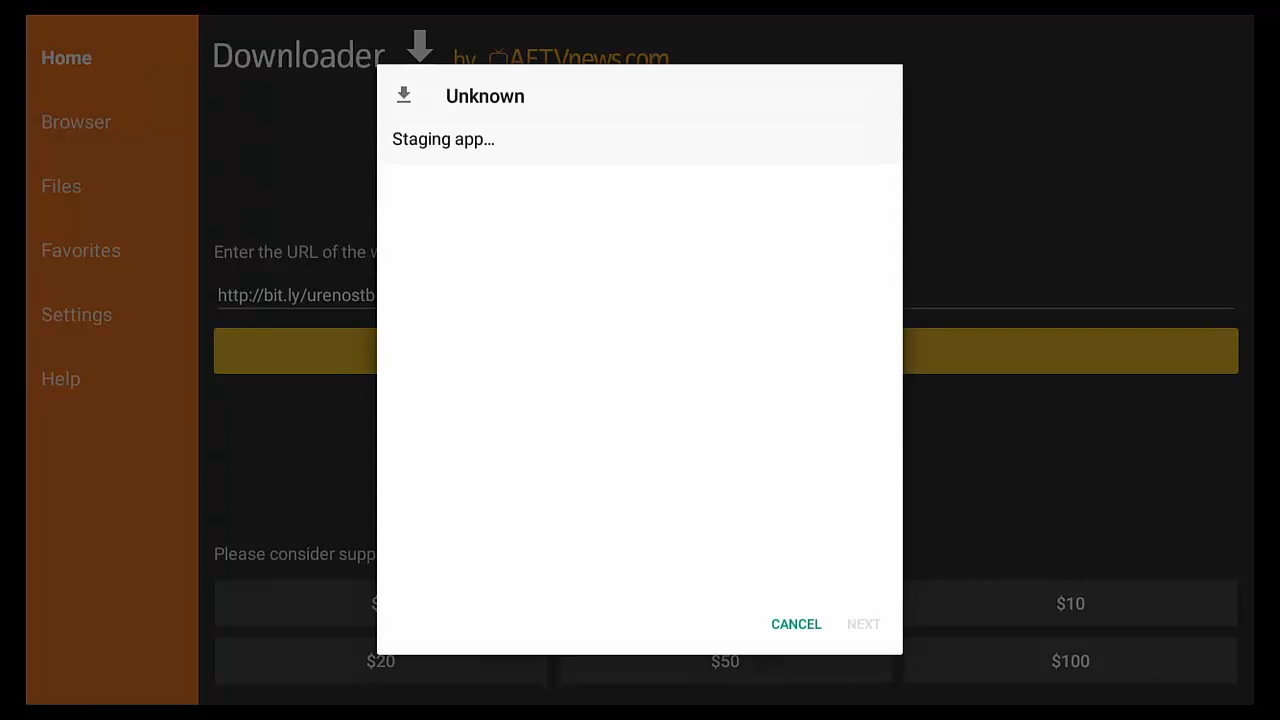 Home
Browser
Files
Favorites
Settings
Help
Downloader
by AFTVnews.com
Unknown
Staging app...
Enter the URL of the
http://bit.ly/urenostb
Please consider supp
CANCEL
NEXT
$10
$20
$50
$100